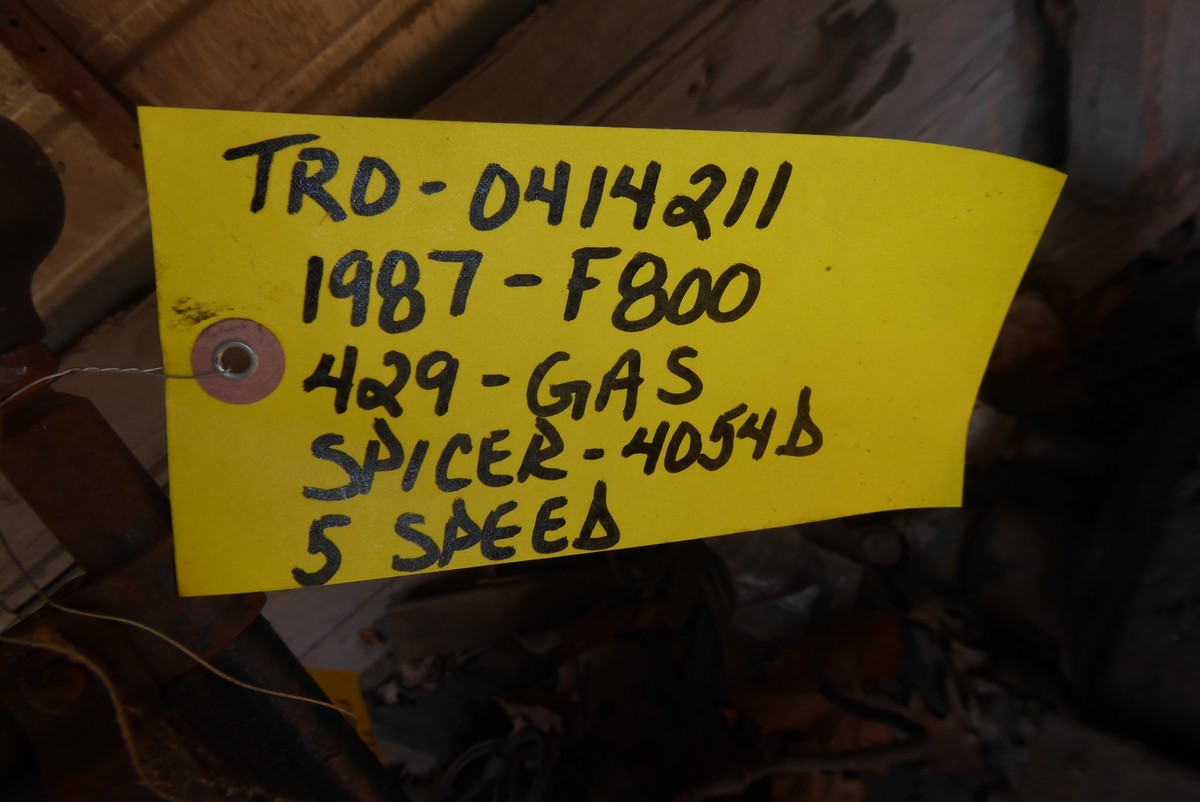 TRD-0414211
1987-F800
429-GAS
SPICER-4054D
5 SPEED